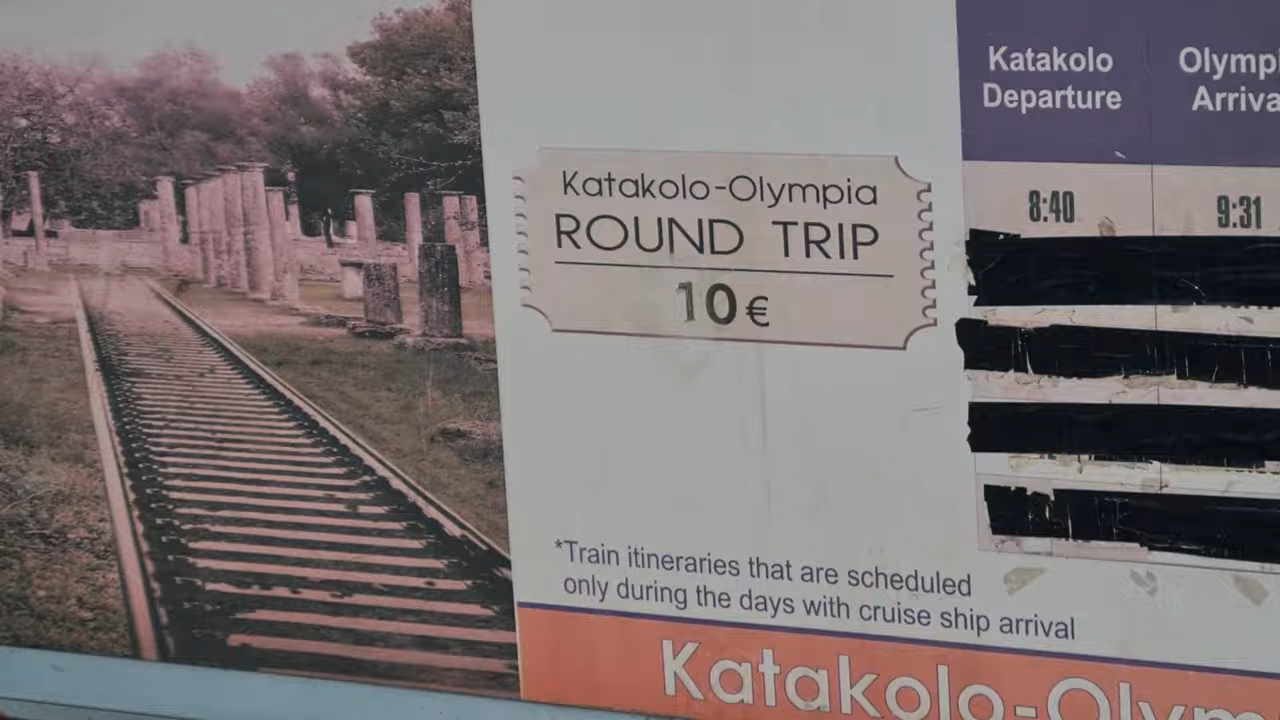 Katakolo-Olympia
ROUND TRIP
10€
*Train itineraries that are scheduled
only during the days with cruise ship arrival
Katakolo
Departure
Olympi
Arriva
8:40
9:31
Katakolo-Olym